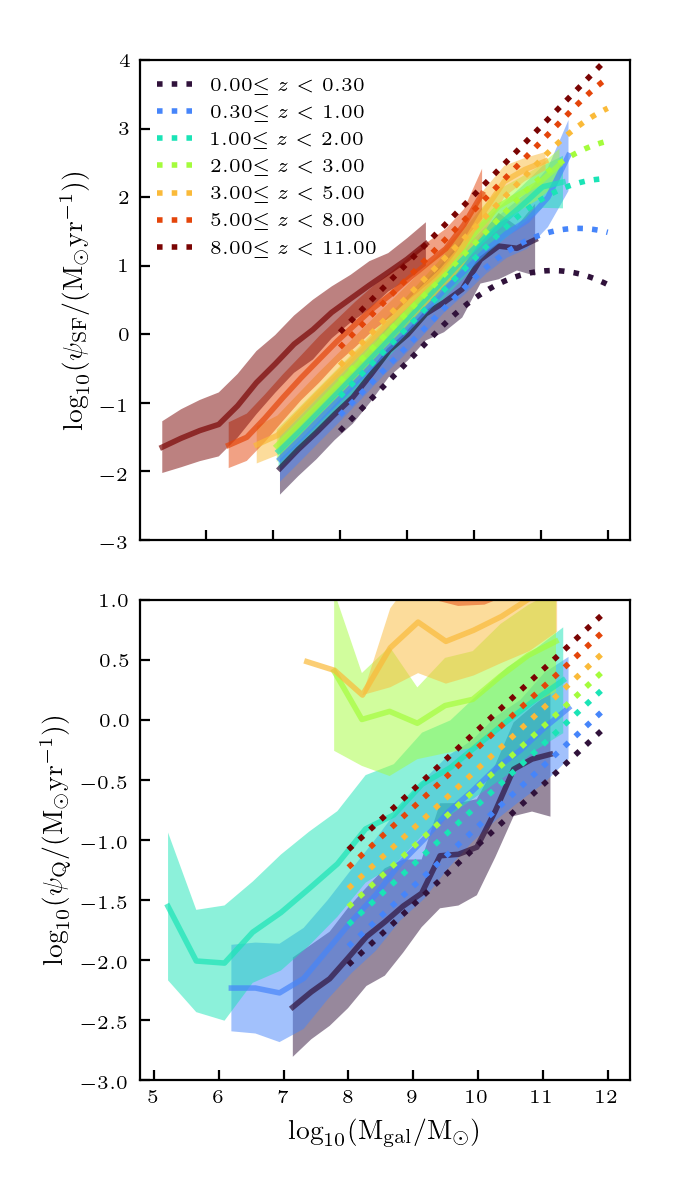 4
3
2
1
0
−1
−2
−3
log₁₀(ψ_SF/(M⊙yr⁻¹))
0.00≤ z < 0.30
0.30≤ z < 1.00
1.00≤ z < 2.00
2.00≤ z < 3.00
3.00≤ z < 5.00
5.00≤ z < 8.00
8.00≤ z < 11.00
1.0
0.5
0.0
−0.5
−1.0
−1.5
−2.0
−2.5
−3.0
log₁₀(ψ_Q/(M⊙yr⁻¹))
5 6 7 8 9 10 11 12
log₁₀(M_gal/M⊙)